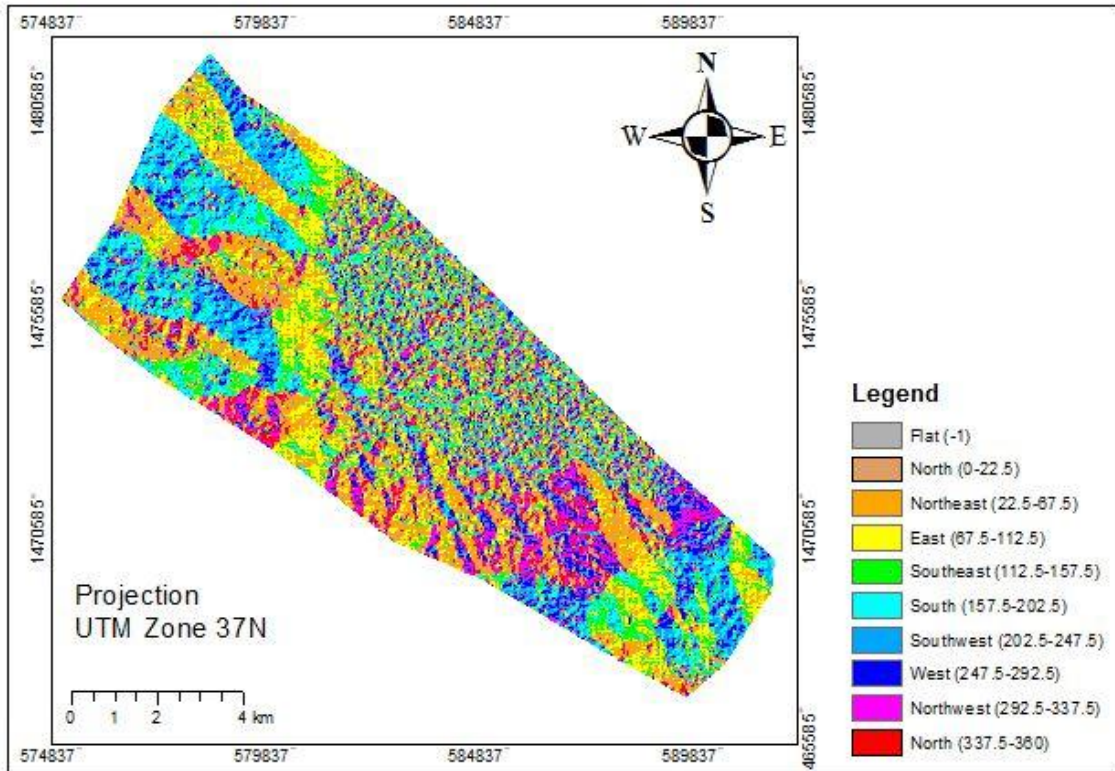 574837 579837 584837 589837
1480585
1475585
1470585
465585
1480585
1475585
1470585
N
W E
S
Projection
UTM Zone 37N
0 1 2 4 km
574837 579837 584837 589837
Legend
Flat (-1)
North (0-22.5)
Northeast (22.5-67.5)
East (67.5-112.5)
Southeast (112.5-157.5)
South (157.5-202.5)
Southwest (202.5-247.5)
West (247.5-292.5)
Northwest (292.5-337.5)
North (337.5-360)